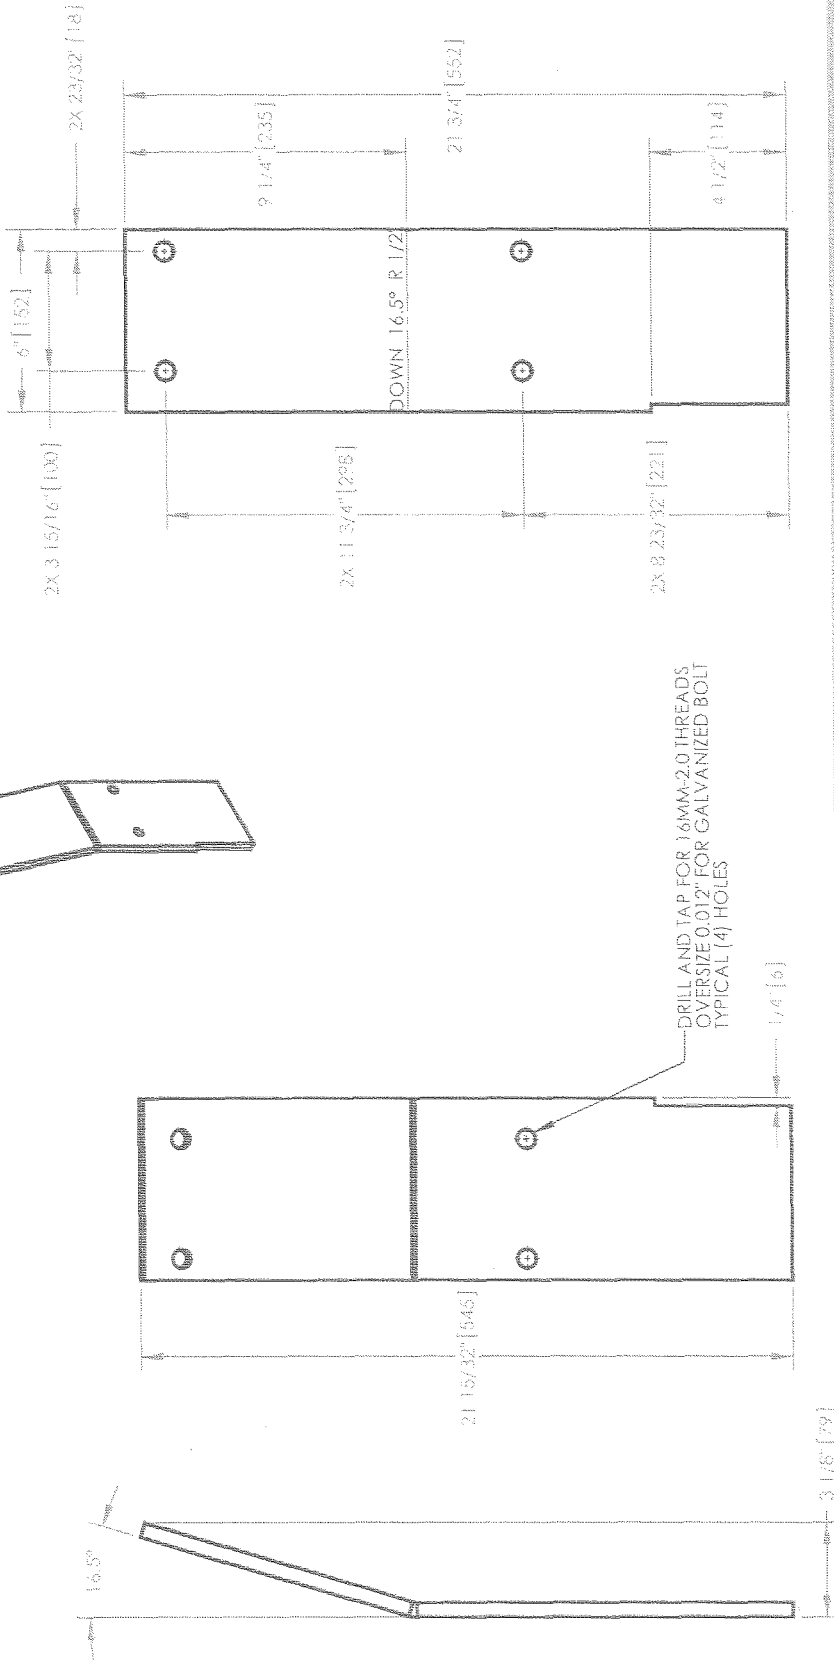 2X 23/32" [18]
6" [152]
2X 3 15/16" [100]
9 1/4" [235]
21 3/4" [552]
4 1/2" [114]
DOWN 16.5° R 1/2
2X 11 3/4" [298]
2X 8 23/32" [221]
DRILL AND TAP FOR 16MM-2.0 THREADS
OVERSIZE 0.012" FOR GALVANIZED BOLT
TYPICAL (4) HOLES
1/4" [6]
21 15/32" [545]
16.5°
3 1/8" [79]